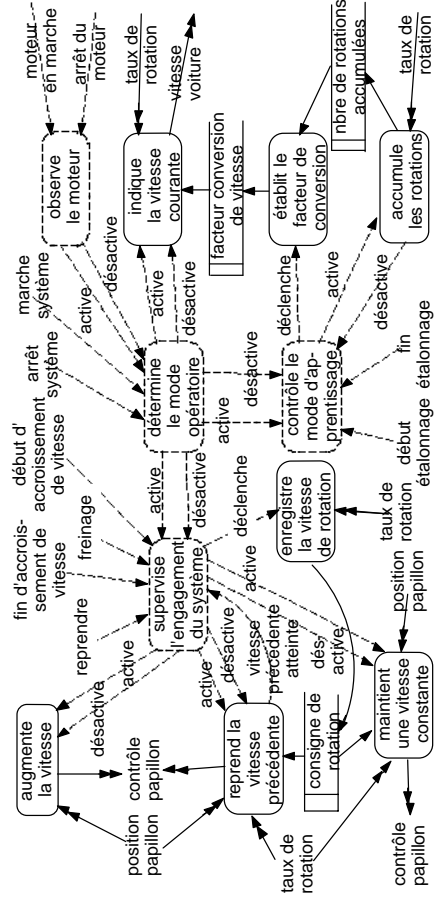 moteur
en marche
arrêt du
moteur
observe
le moteur
taux de
rotation
vitesse
voiture
indique
la vitesse
courante
facteur conversion
de vitesse
établit le
facteur de
conversion
nbre de rotations
accumulées
accumule
les rotations
taux de
rotation
marche
système
active
désactive
active
désactive
arrêt
système
détermine
le mode
opératoire
déclenche
active
désactive
désactive
active
contrôle le
mode d'ap-
prentissage
fin
étalonnage
début
étalonnage
début d'
accroissement
de vitesse
fin d'accrois-
sement de
vitesse
freinage
reprendre
active
désactive
supervise
l'engagement
du système
déclenche
enregistre
la vitesse
de rotation
taux de
rotation
active
désactive
augmente
la vitesse
contrôle
papillon
position
papillon
active
désactive
vitesse
précédente
atteinte
dés-
active
active
reprend la
vitesse
précédente
consigne de
rotation
position
papillon
maintient
une vitesse
constante
taux de
rotation
contrôle
papillon